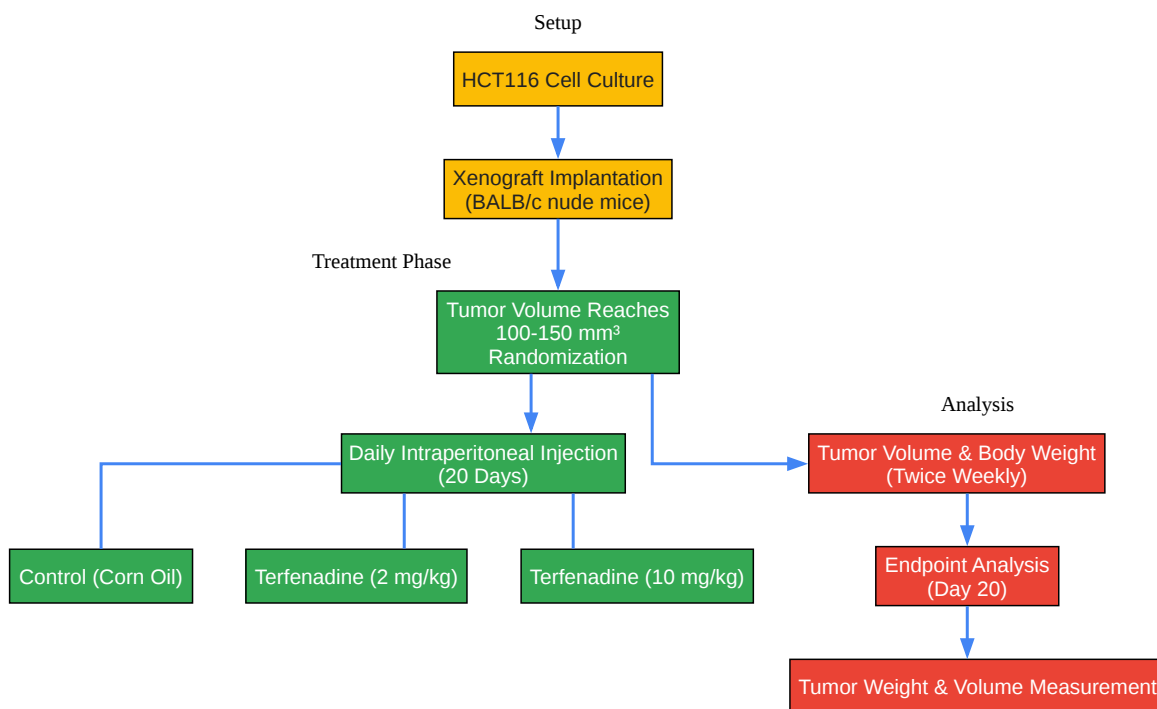 Setup
HCT116 Cell Culture
Xenograft Implantation
(BALB/c nude mice)
Treatment Phase
Tumor Volume Reaches
100-150 mm³
Randomization
Analysis
Daily Intraperitoneal Injection
(20 Days)
Tumor Volume & Body Weight
(Twice Weekly)
Control (Corn Oil)
Terfenadine (2 mg/kg)
Terfenadine (10 mg/kg)
Endpoint Analysis
(Day 20)
Tumor Weight & Volume Measurement